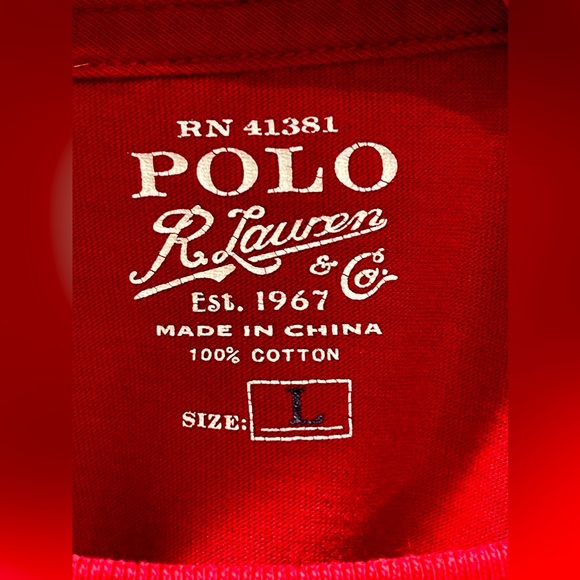 RN 41381
POLO
R. Lauren
& Co.
EST. 1967
MADE IN CHINA
100% COTTON
SIZE: L